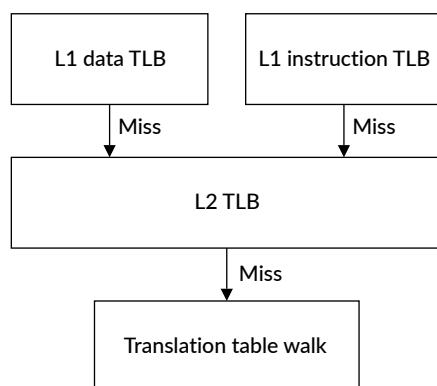 L1 data TLB
L1 instruction TLB
Miss
Miss
L2 TLB
Miss
Translation table walk